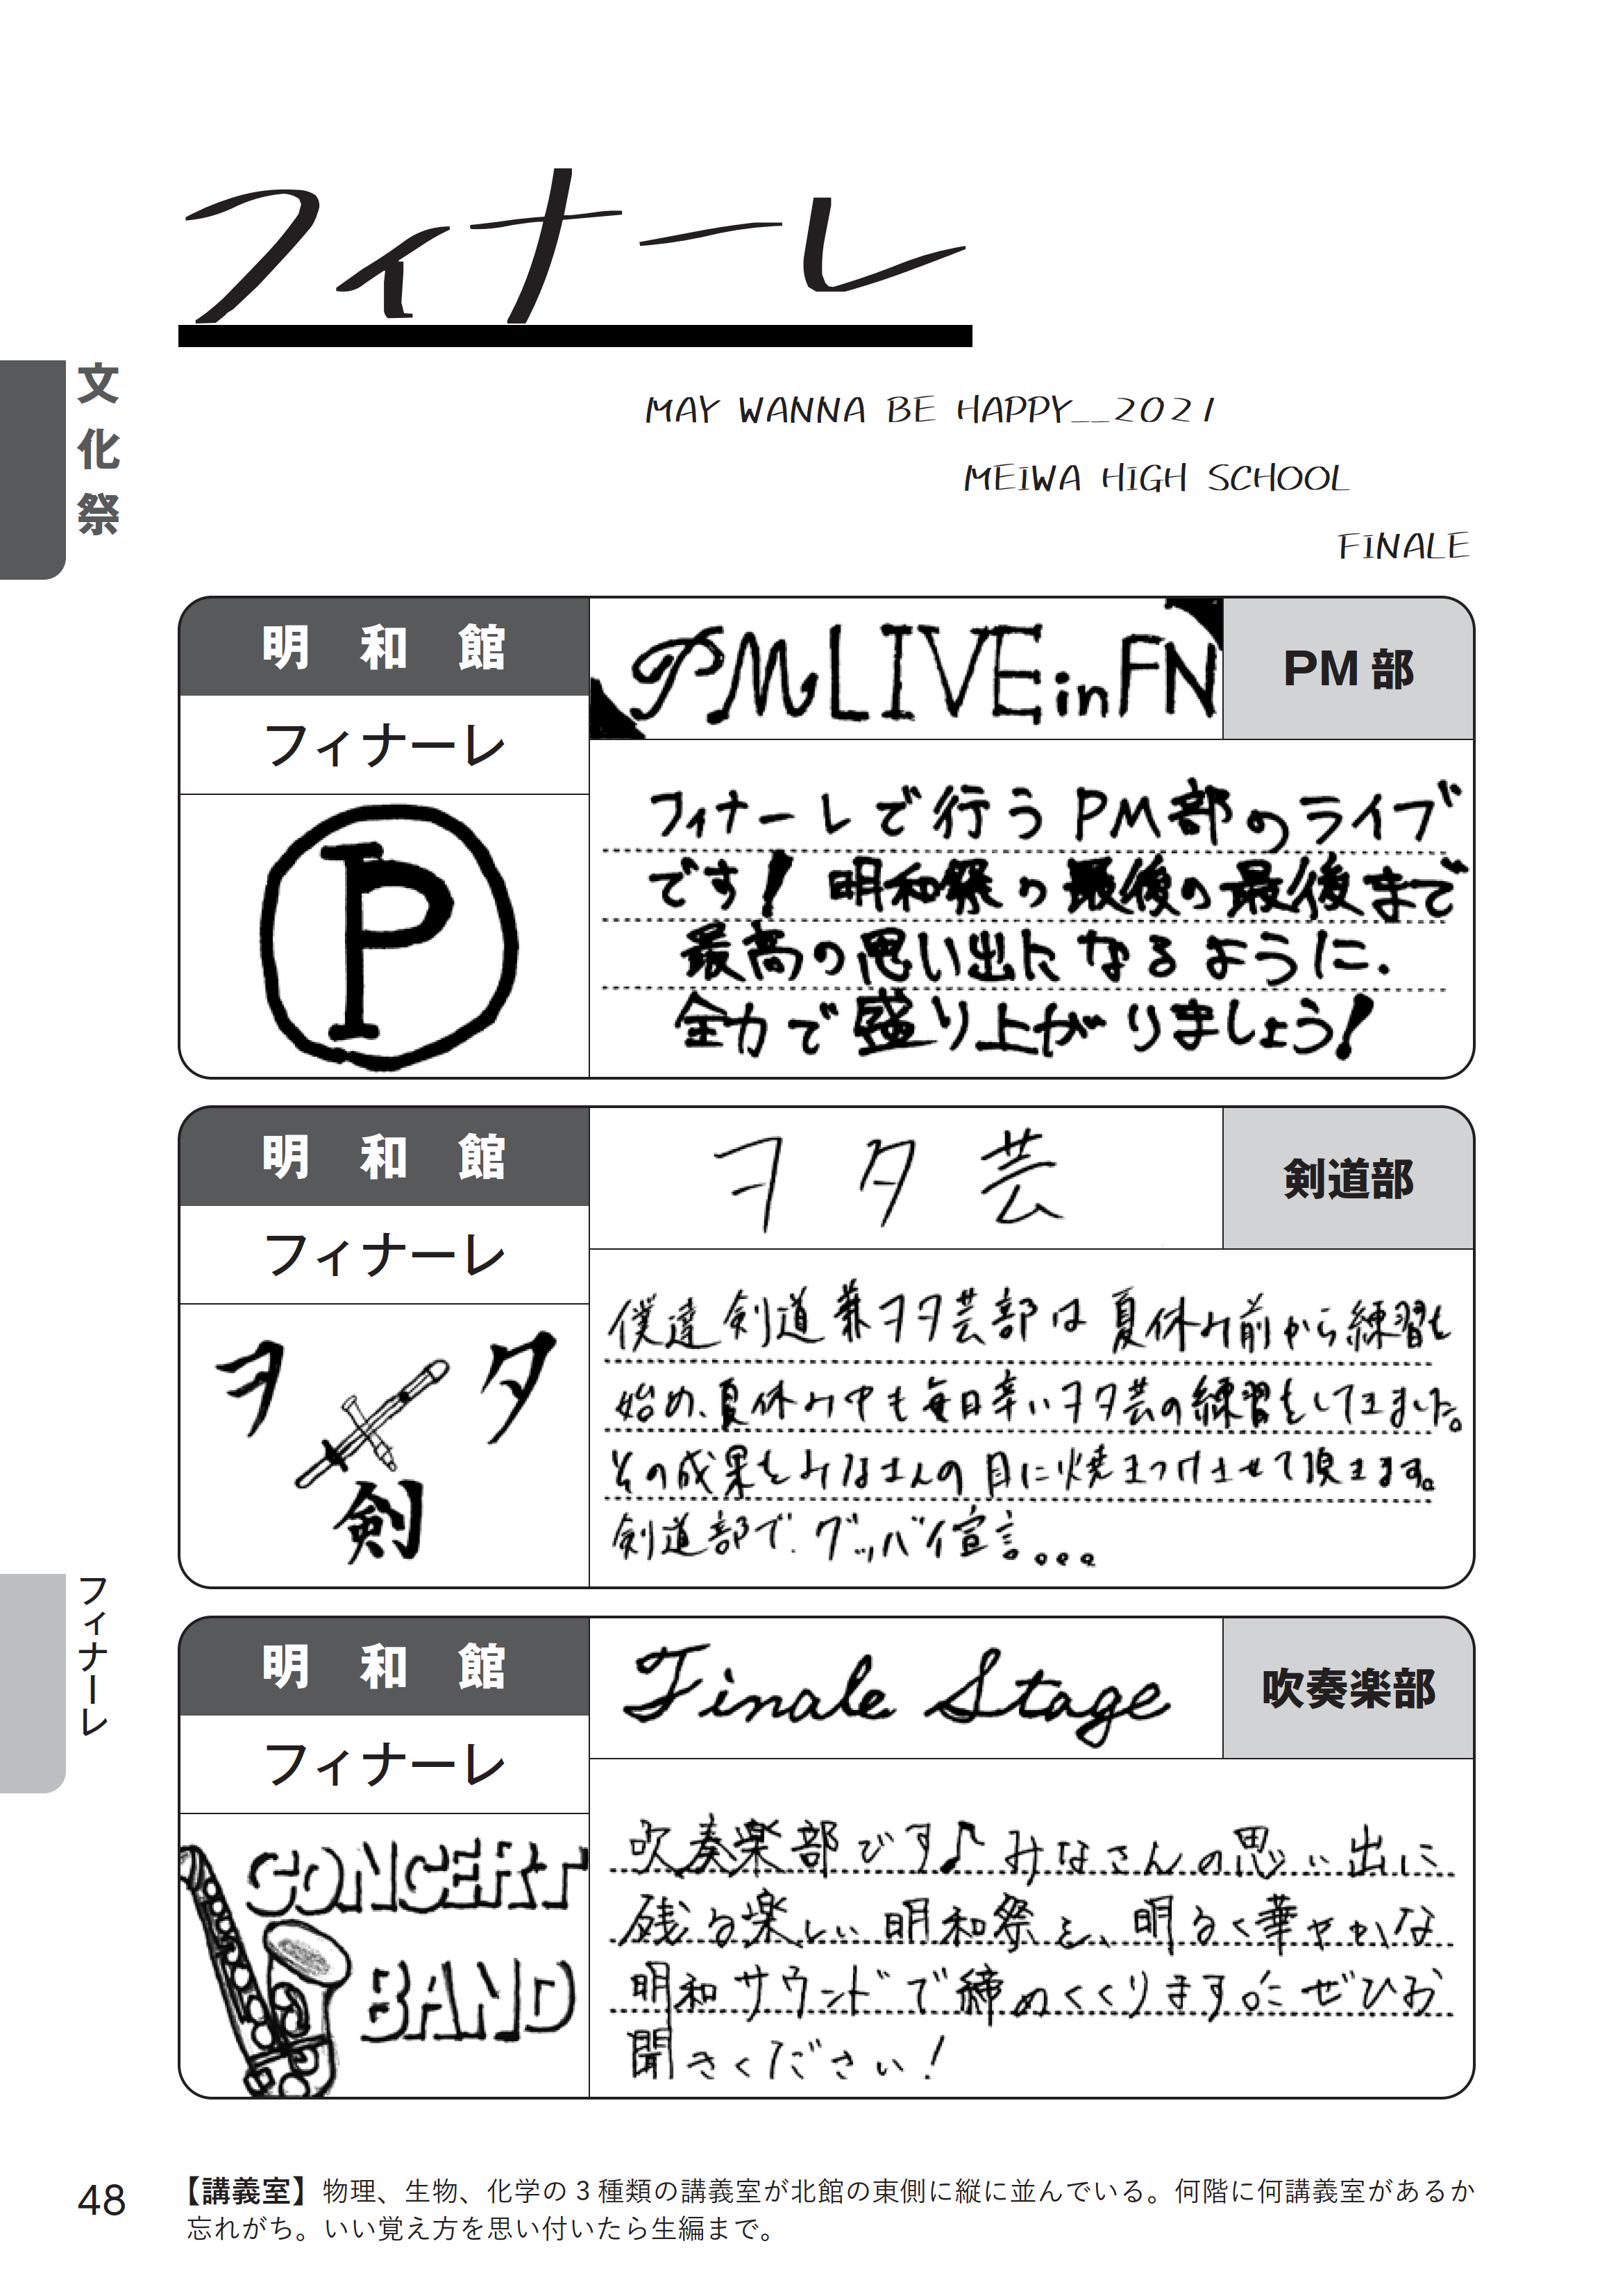 フィナーレ
MAY WANNA BE HAPPY__2021
MEIWA HIGH SCHOOL
FINALE
文化祭
明和館
フィナーレ
P
PM LIVE in FN
PM部
フィナーレで行うPM部のライブ
です！明和祭の最後の最後まで
最高の思い出になるように、
全力で盛り上がりましょう！
明和館
フィナーレ
ヲタ
剣
ヲタ芸
剣道部
僕達剣道兼ヲタ芸部は夏休み前から練習を
始め、夏休み中も毎日辛いヲタ芸の練習をしてきました。
その成果をみなさんの目に焼きつけさせて頂きます。
剣道部で、グッバイ宣言。。。。
フィナーレ
明和館
フィナーレ
CONCERT
BAND
Finale Stage
吹奏楽部
吹奏楽部です♪みなさんの思い出に
残る楽しい明和祭を、明るく華やかな
明和サウンドで締めくくります。ぜひお
聞きください！
48
【講義室】物理、生物、化学の3種類の講義室が北館の東側に縦に並んでいる。何階に何講義室があるか
忘れがち。いい覚え方を思い付いたら生編まで。